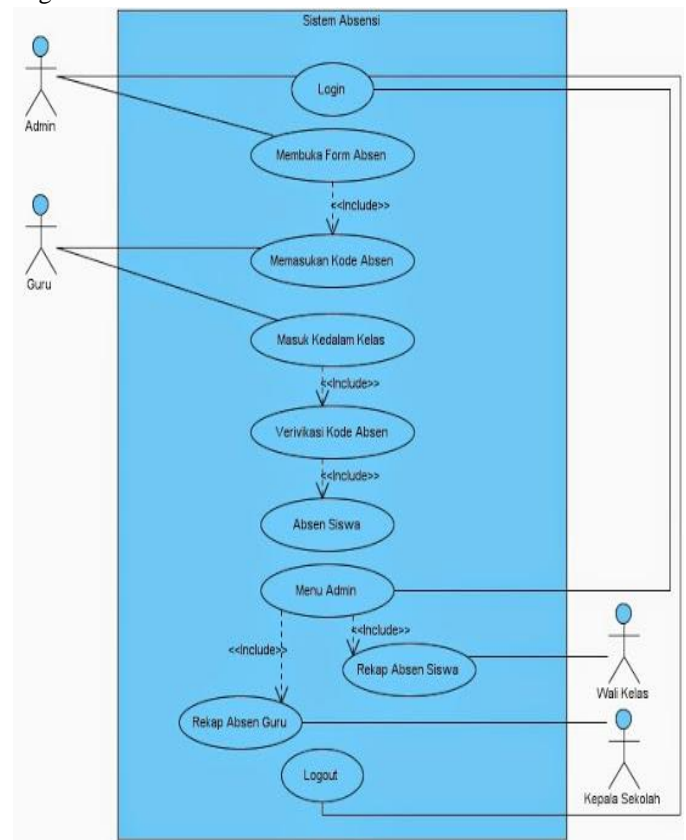 Sistem Absensi
Login
Admin
Membuka Form Absen
<<Include>>
Memasukan Kode Absen
Guru
Masuk Kedalam Kelas
<<Include>>
Verivikasi Kode Absen
<<Include>>
Absen Siswa
Menu Admin
<<Include>>
<<Include>>
Rekap Absen Siswa
Wali Kelas
Rekap Absen Guru
Logout
Kepala Sekolah